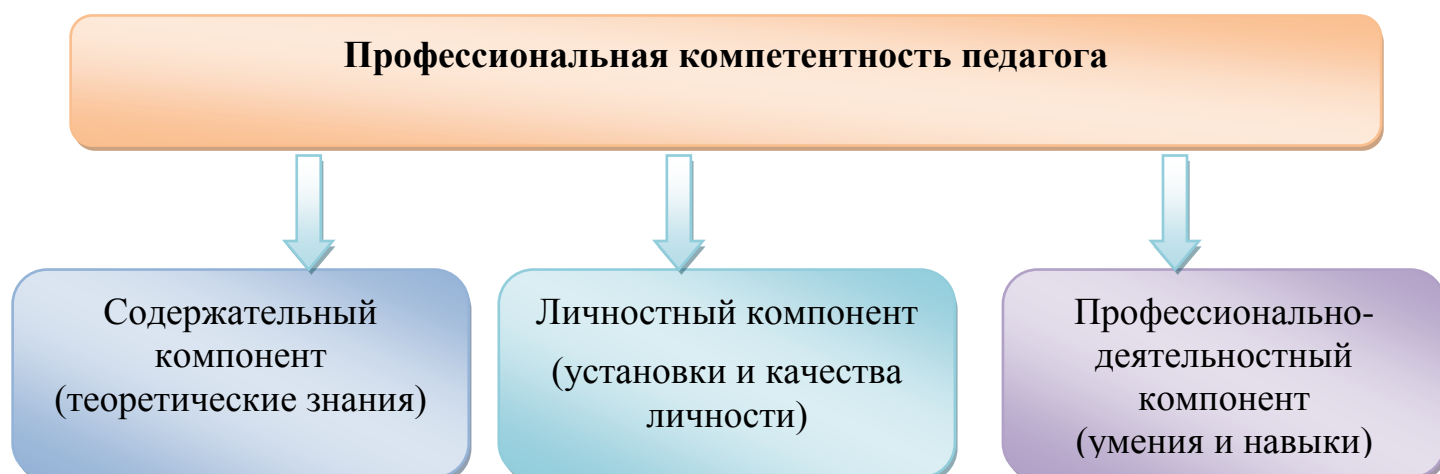 Профессиональная компетентность педагога
Содержательный
компонент
(теоретические знания)
Личностный компонент
(установки и качества
личности)
Профессионально-
деятельностный
компонент
(умения и навыки)